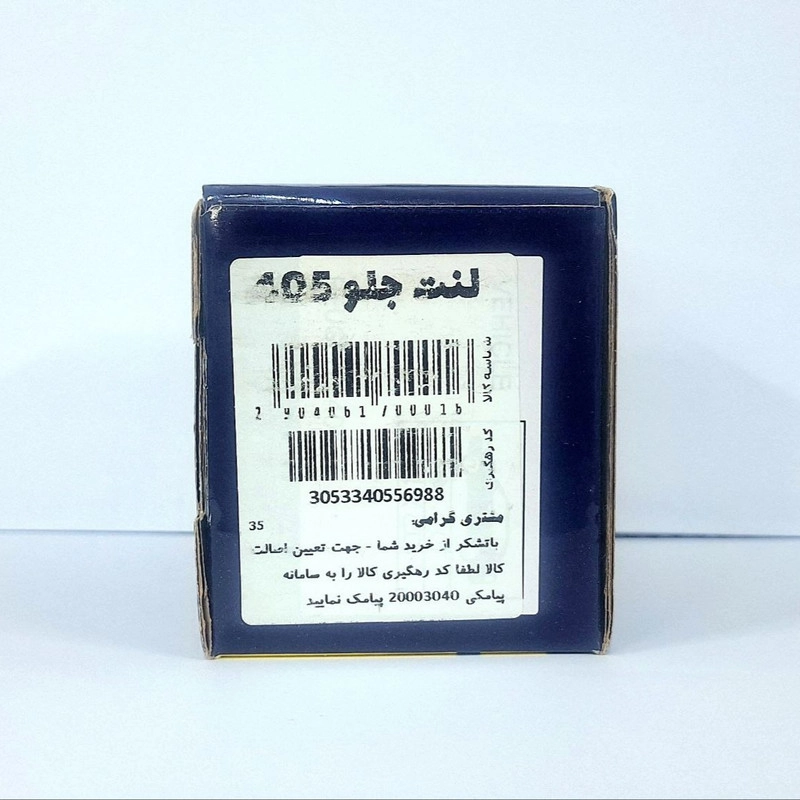 لنت جلو 405
شناسه کالا
2 904061 700016
کد رهگیری
3053340556988
مشتری گرامی:
35
باتشکر از خرید شما - جهت تعیین اصالت
کالا لطفا کد رهگیری کالا را به سامانه
پیامکی 20003040 پیامک نمایید